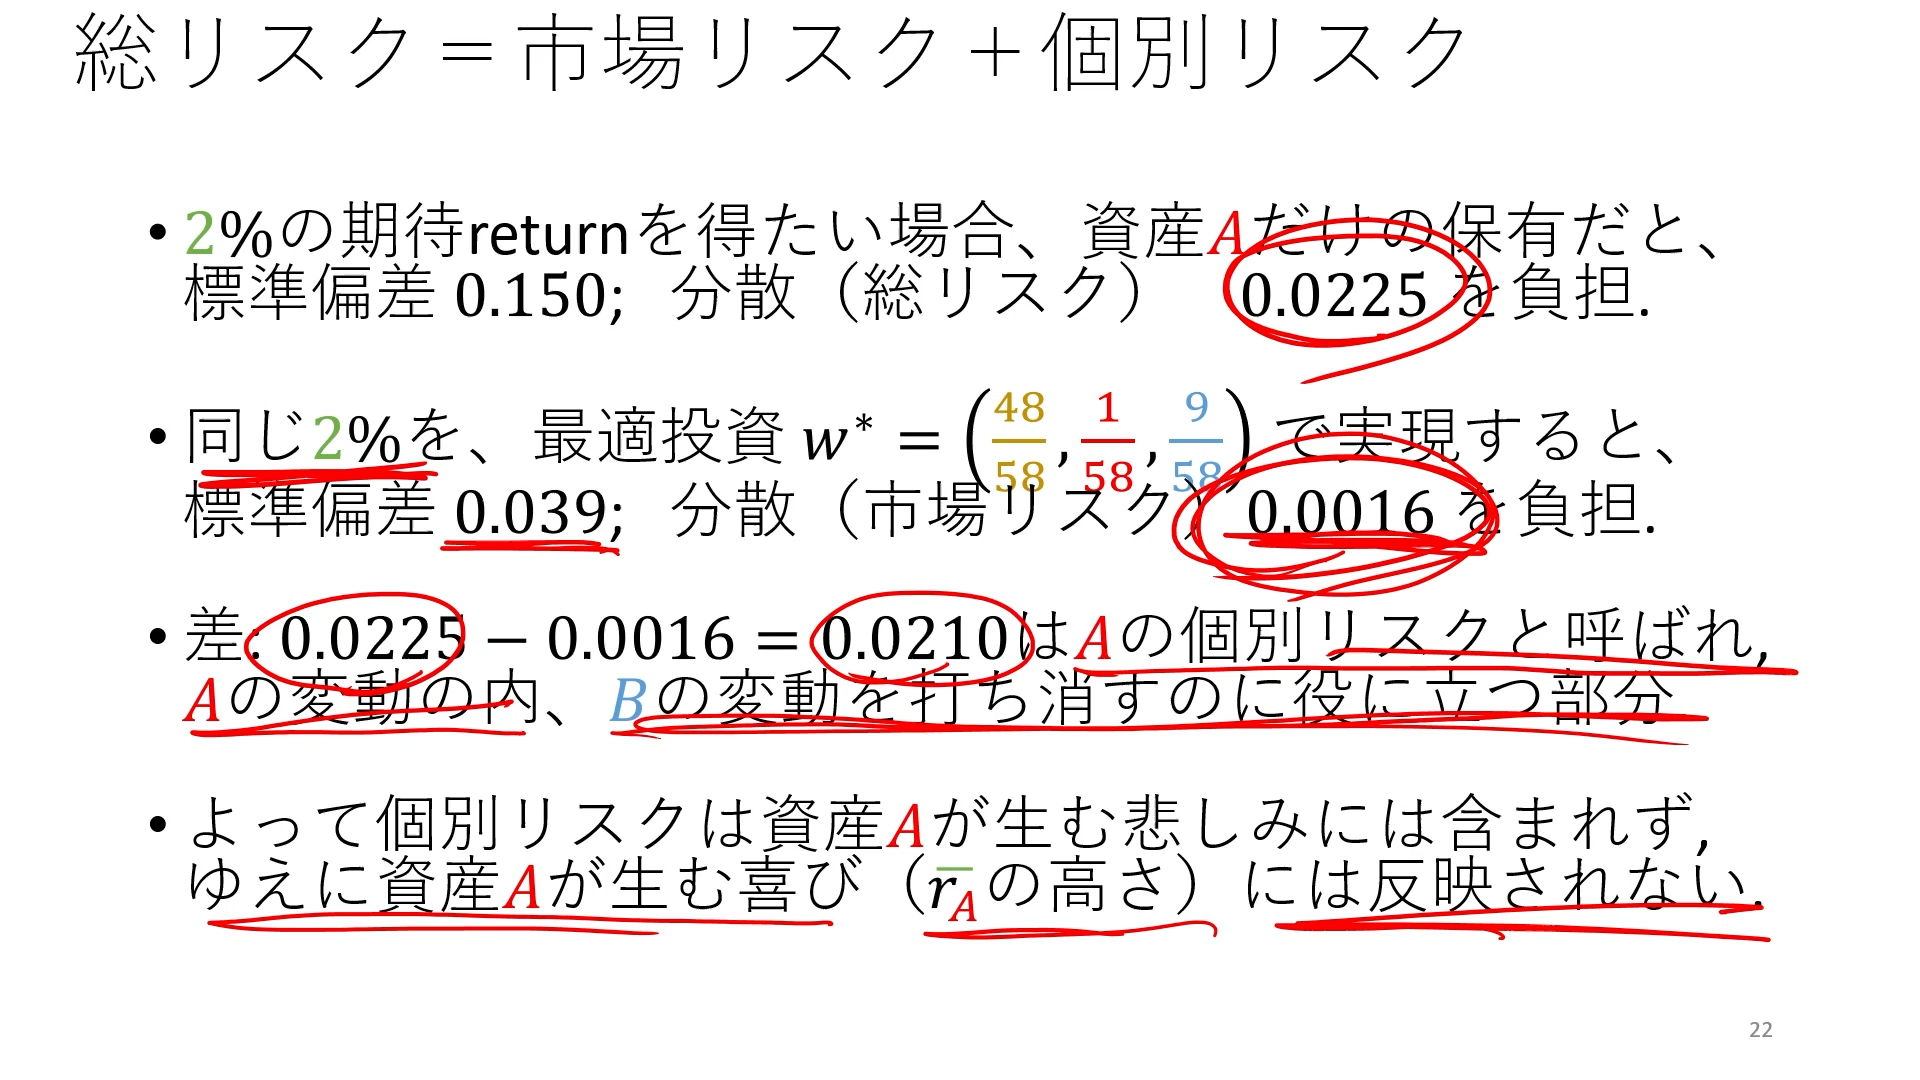 総リスク＝市場リスク＋個別リスク
• 2%の期待returnを得たい場合、資産Aだけの保有だと、
標準偏差 0.150; 分散（総リスク） 0.0225 を負担.
• 同じ2%を、最適投資 w* = (48/58, 1/58, 9/58) で実現すると、
標準偏差 0.039; 分散（市場リスク） 0.0016 を負担.
• 差: 0.0225 − 0.0016 = 0.0210 はAの個別リスクと呼ばれ,
Aの変動の内、Bの変動を打ち消すのに役に立つ部分
• よって個別リスクは資産Aが生む悲しみには含まれず,
ゆえに資産Aが生む喜び（r̅_Aの高さ）には反映されない.
22